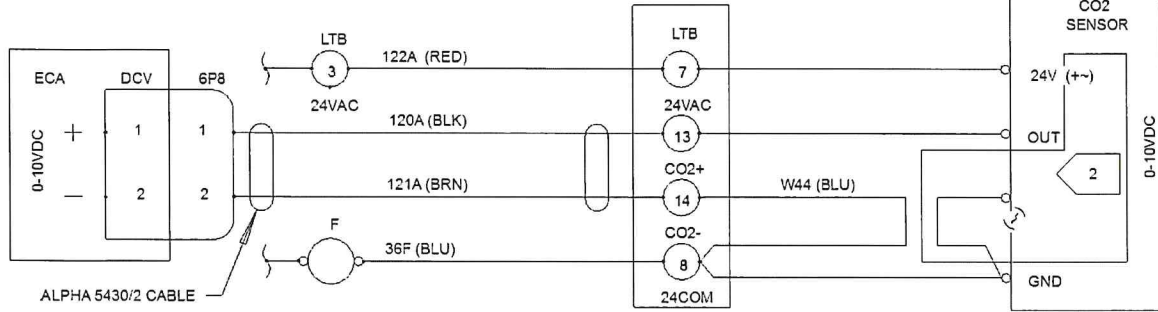 CO2
SENSOR
LTB
LTB
122A (RED)
3
7
24V (+~)
ECA
DCV
6P8
24VAC
24VAC
120A (BLK)
+
1
1
13
OUT
0-10VDC
CO2+
121A (BRN)
W44 (BLU)
2
0-10VDC
—
2
2
14
F
CO2-
36F (BLU)
8
GND
ALPHA 5430/2 CABLE
24COM